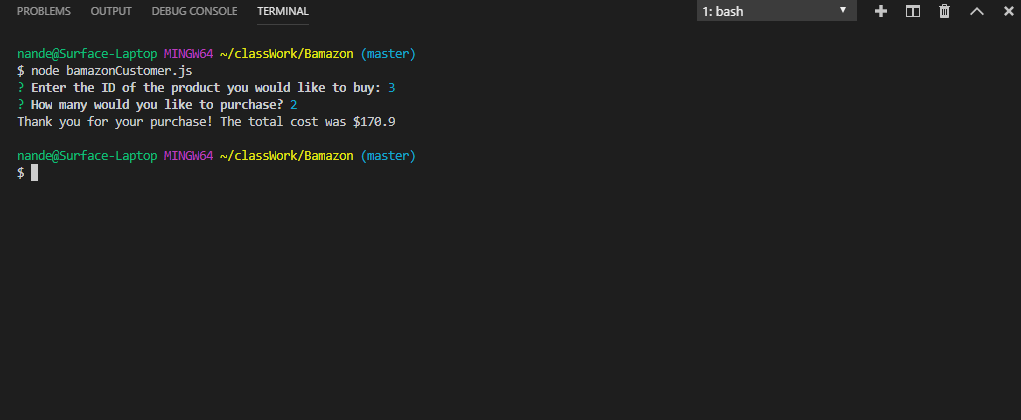 PROBLEMS OUTPUT DEBUG CONSOLE TERMINAL 1: bash
nande@Surface-Laptop MINGW64 ~/classWork/Bamazon (master)
$ node bamazonCustomer.js
? Enter the ID of the product you would like to buy: 3
? How many would you like to purchase? 2
Thank you for your purchase! The total cost was $170.9
nande@Surface-Laptop MINGW64 ~/classWork/Bamazon (master)
$